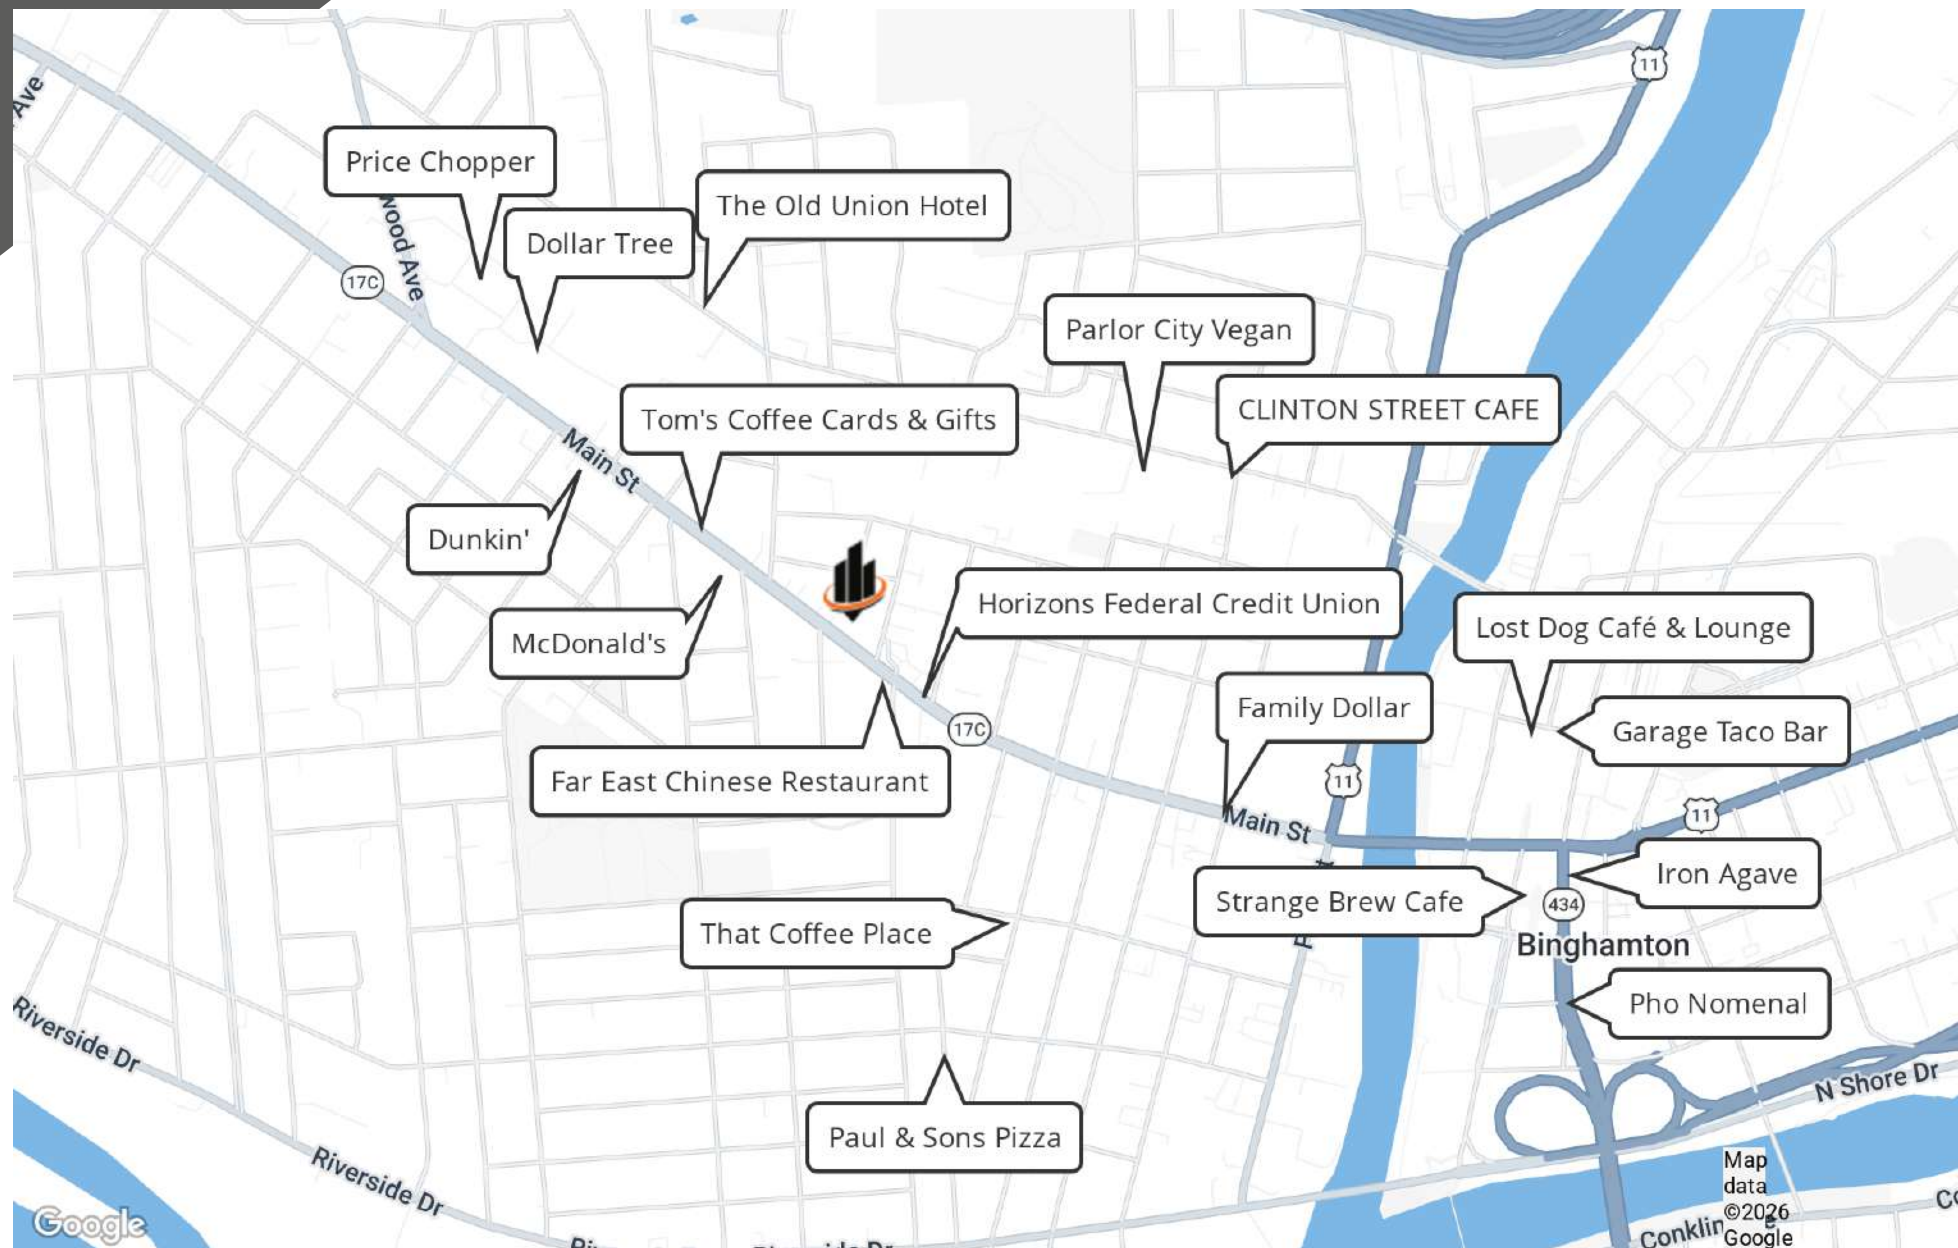 11
Ave
Price Chopper
wood Ave
The Old Union Hotel
Dollar Tree
17C
Parlor City Vegan
CLINTON STREET CAFE
Tom's Coffee Cards & Gifts
Main St
Dunkin'
Horizons Federal Credit Union
McDonald's
Lost Dog Café & Lounge
Family Dollar
Garage Taco Bar
17C
Far East Chinese Restaurant
11
11
Main St
Iron Agave
Strange Brew Cafe
434
That Coffee Place
Binghamton
Pho Nomenal
Riverside Dr
N Shore Dr
Paul & Sons Pizza
Riverside Dr
Map
data
©2026
Google
Conklin
Google